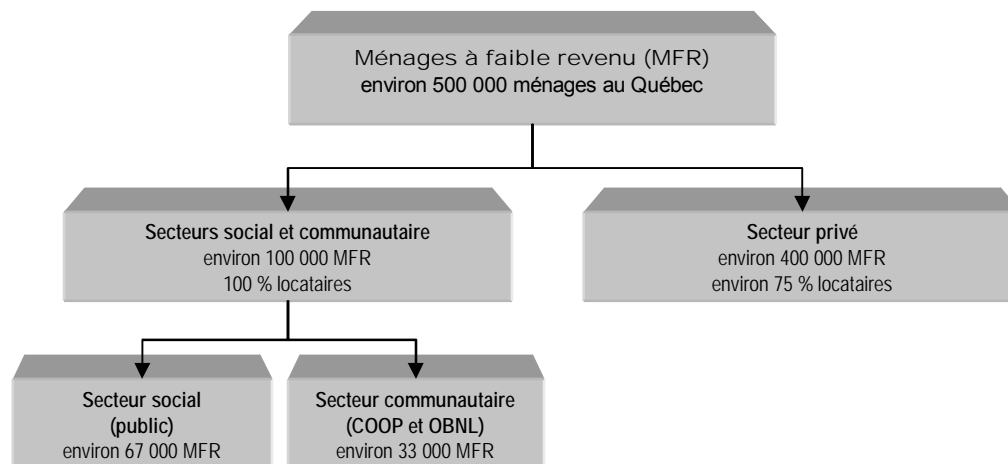 Ménages à faible revenu (MFR)
environ 500 000 ménages au Québec
Secteurs social et communautaire
environ 100 000 MFR
100 % locataires
Secteur privé
environ 400 000 MFR
environ 75 % locataires
Secteur social
(public)
environ 67 000 MFR
Secteur communautaire
(COOP et OBNL)
environ 33 000 MFR